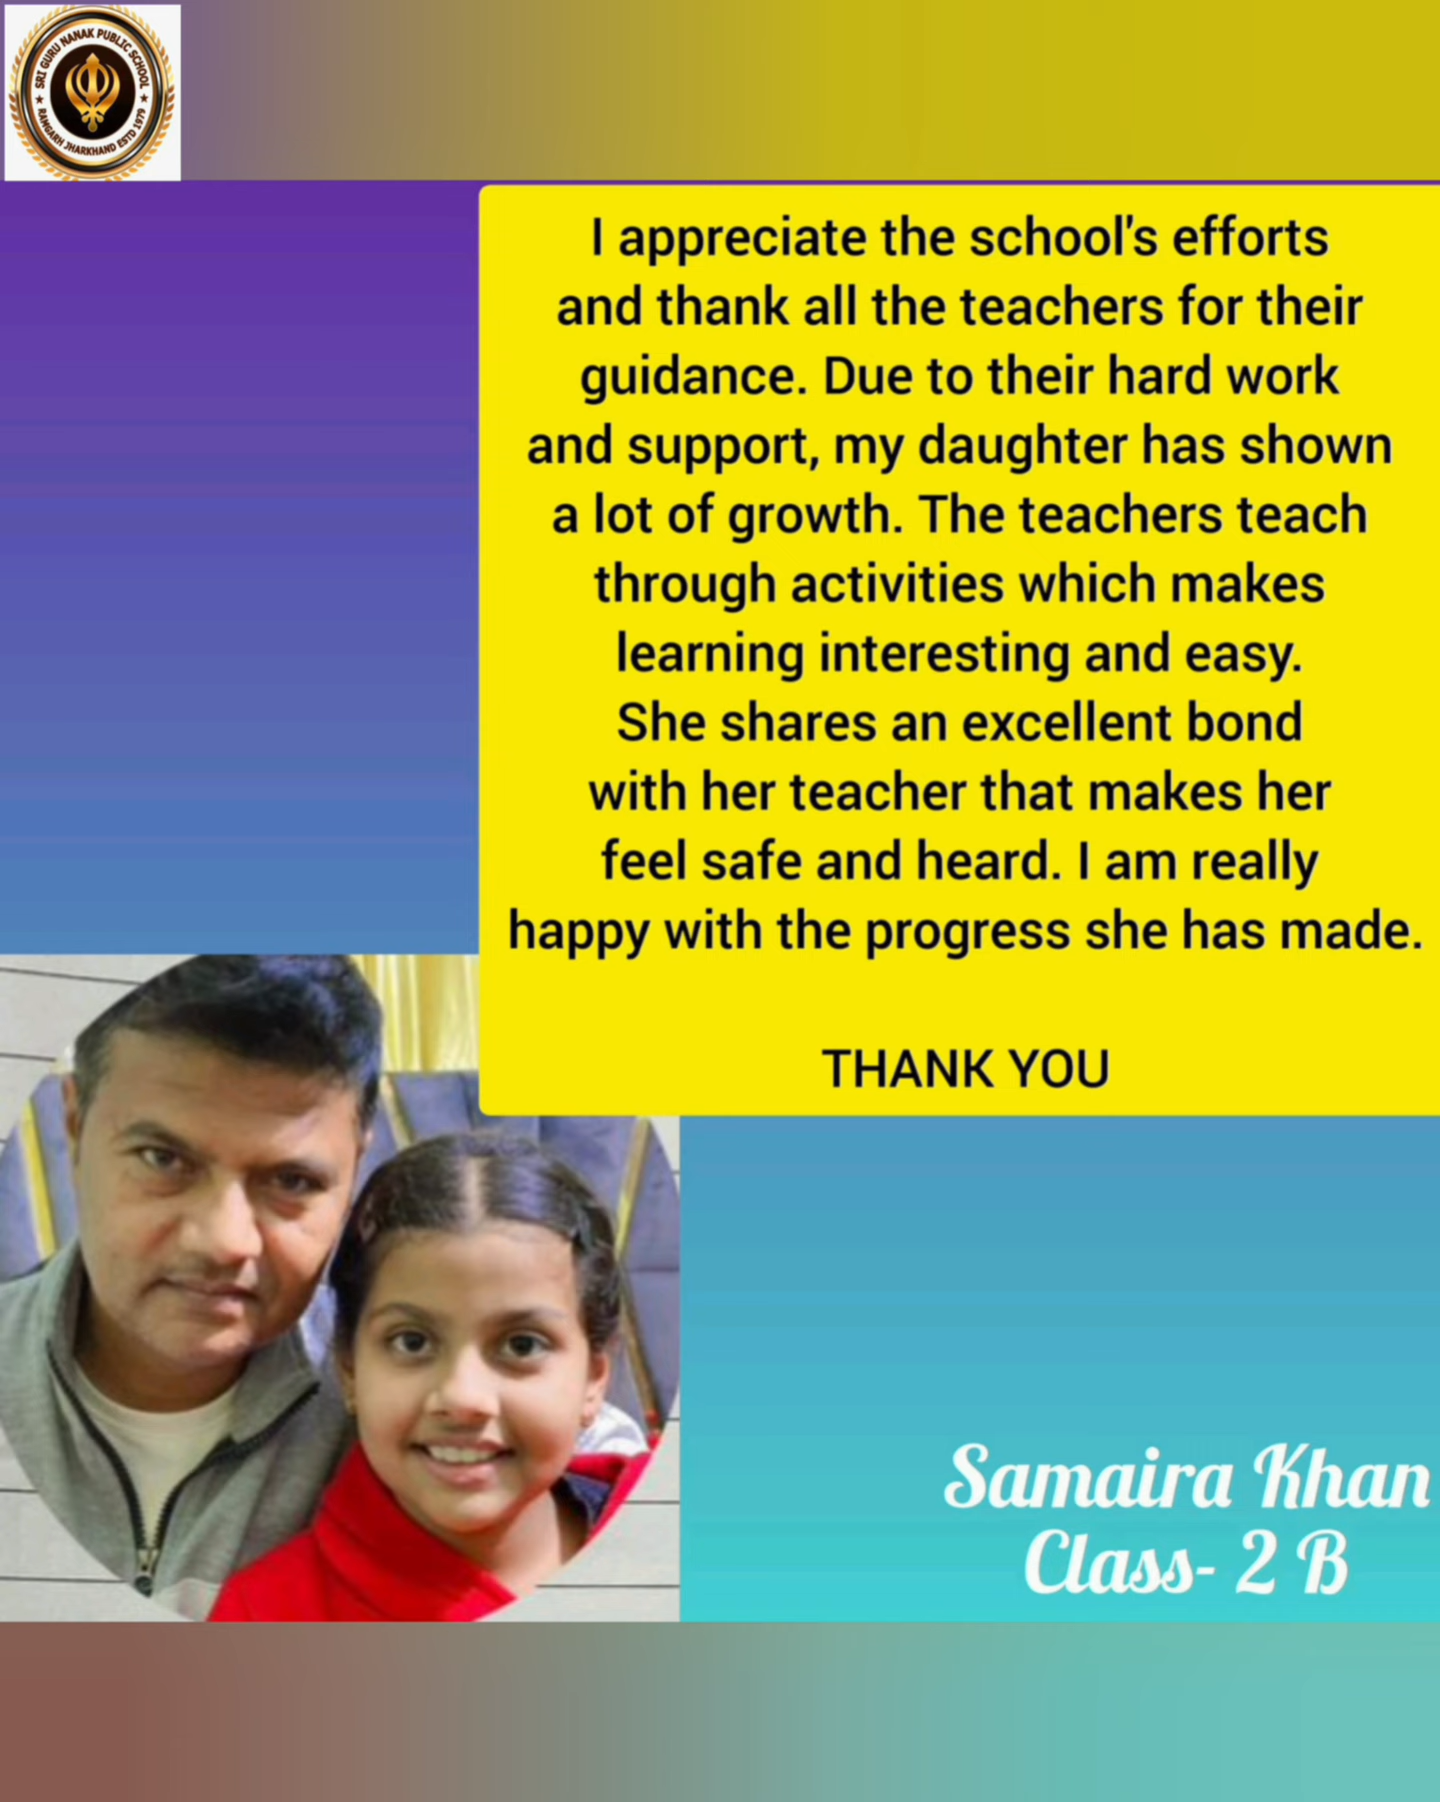 SRI GURU NANAK PUBLIC SCHOOL
RAMGARH JHARKHAND ESTD 1979
I appreciate the school's efforts
and thank all the teachers for their
guidance. Due to their hard work
and support, my daughter has shown
a lot of growth. The teachers teach
through activities which makes
learning interesting and easy.
She shares an excellent bond
with her teacher that makes her
feel safe and heard. I am really
happy with the progress she has made.
THANK YOU
Samaira Khan
Class- 2 B